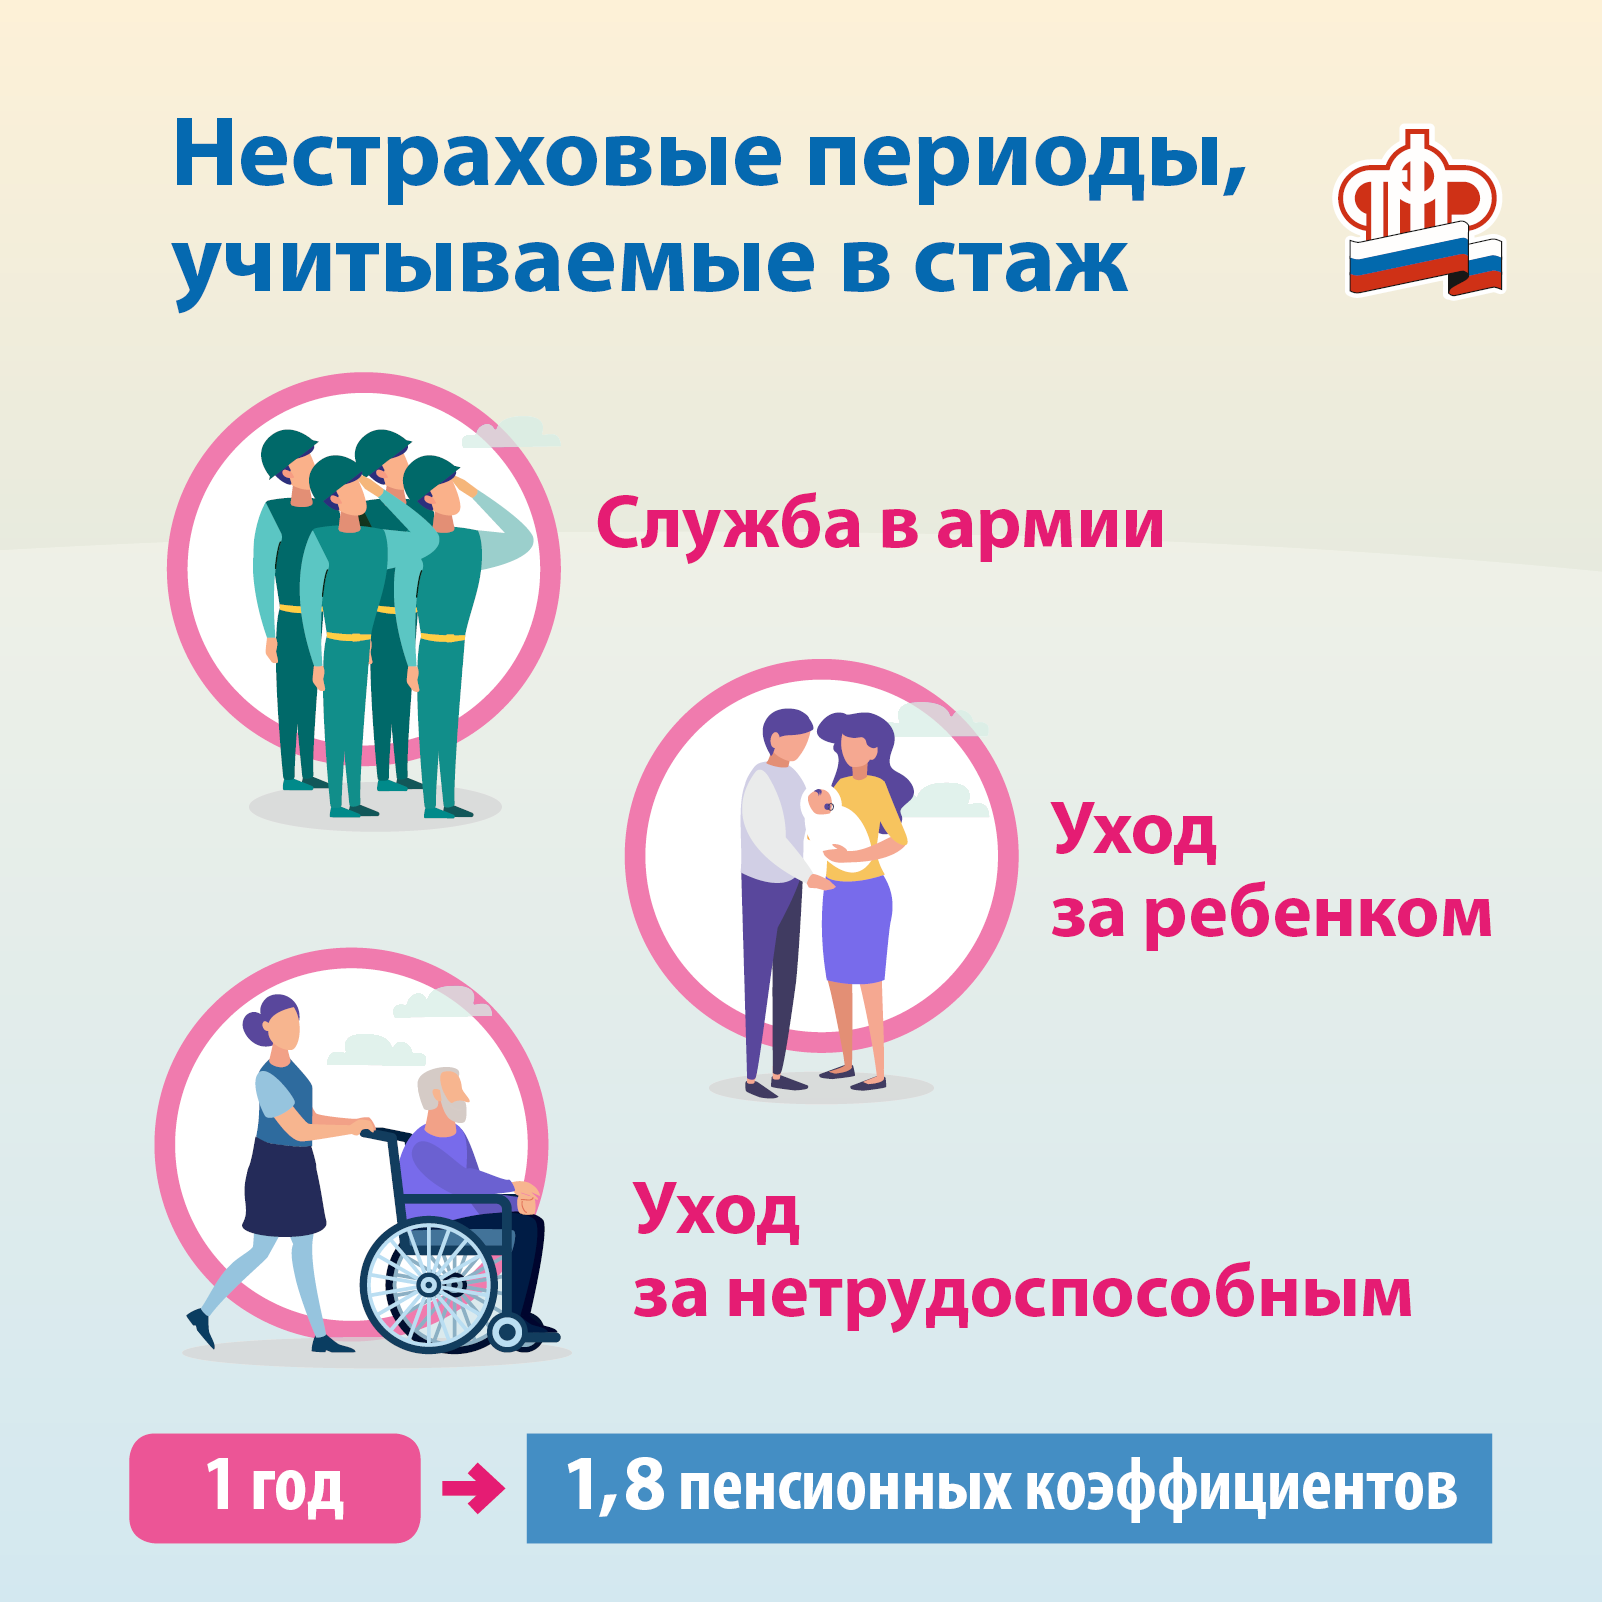 Нестраховые периоды,
учитываемые в стаж
Служба в армии
Уход
за ребенком
Уход
за нетрудоспособным
1 год
1,8 пенсионных коэффициентов